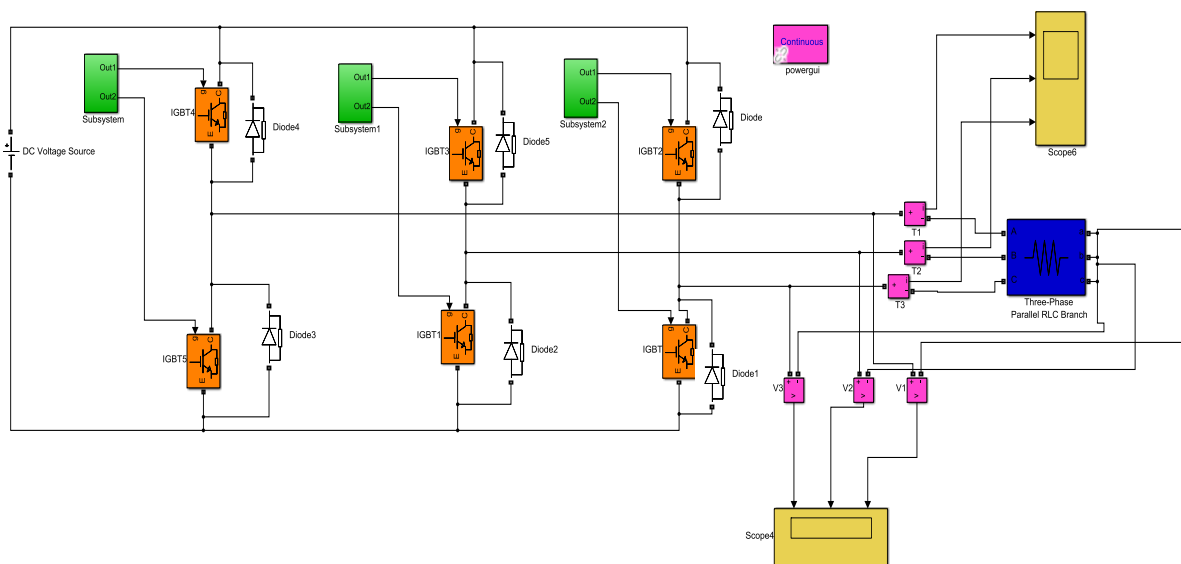 Continuous
powergui
Scope6
Out1
Out2
Subsystem
g
C
E
IGBT4
Diode4
Out1
Out2
Subsystem1
g
C
E
IGBT3
Diode5
Out1
Out2
Subsystem2
g
C
E
IGBT2
Diode
+
DC Voltage Source
+
i
-
T1
+
i
-
T2
+
i
-
T3
A
B
C
A
B
C
Three-Phase
Parallel RLC Branch
g
C
E
IGBT5
Diode3
g
C
E
IGBT1
Diode2
g
C
E
IGBT
Diode1
V3
+
-
v
V2
+
-
v
V1
+
-
v
Scope4